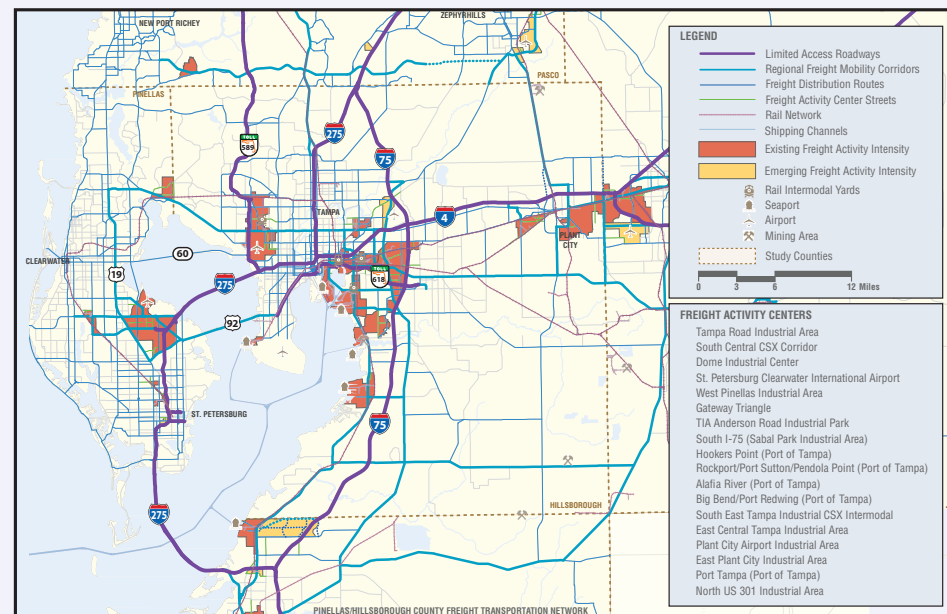 NEW PORT RICHEY
ZEPHYRHILLS
PASCO
PINELLAS
TOLL
589
275
75
TAMPA
4
PLANT
CITY
CLEARWATER
60
19
275
TOLL
618
92
ST. PETERSBURG
75
275
HILLSBOROUGH
PINELLAS/HILLSBOROUGH COUNTY FREIGHT TRANSPORTATION NETWORK
LEGEND
Limited Access Roadways
Regional Freight Mobility Corridors
Freight Distribution Routes
Freight Activity Center Streets
Rail Network
Shipping Channels
Existing Freight Activity Intensity
Emerging Freight Activity Intensity
Rail Intermodal Yards
Seaport
Airport
Mining Area
Study Counties
0 3 6 12 Miles
FREIGHT ACTIVITY CENTERS
Tampa Road Industrial Area
South Central CSX Corridor
Dome Industrial Center
St. Petersburg Clearwater International Airport
West Pinellas Industrial Area
Gateway Triangle
TIA Anderson Road Industrial Park
South I-75 (Sabal Park Industrial Area)
Hookers Point (Port of Tampa)
Rockport/Port Sutton/Pendola Point (Port of Tampa)
Alafia River (Port of Tampa)
Big Bend/Port Redwing (Port of Tampa)
South East Tampa Industrial CSX Intermodal
East Central Tampa Industrial Area
Plant City Airport Industrial Area
East Plant City Industrial Area
Port Tampa (Port of Tampa)
North US 301 Industrial Area